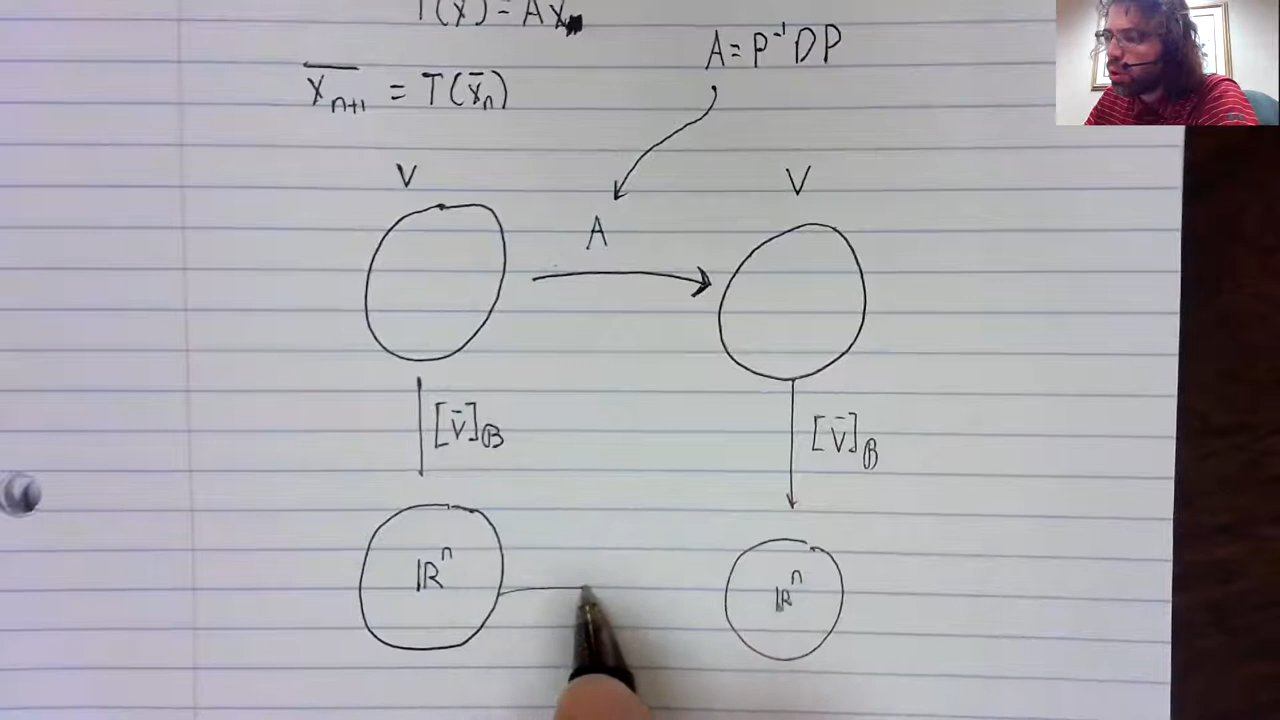 T(x) = Ax
A = P⁻¹DP
x̄ₙ₊₁ = T(x̄ₙ)
V V
A
[v̄]_B [v̄]_B
ℝⁿ ℝⁿ